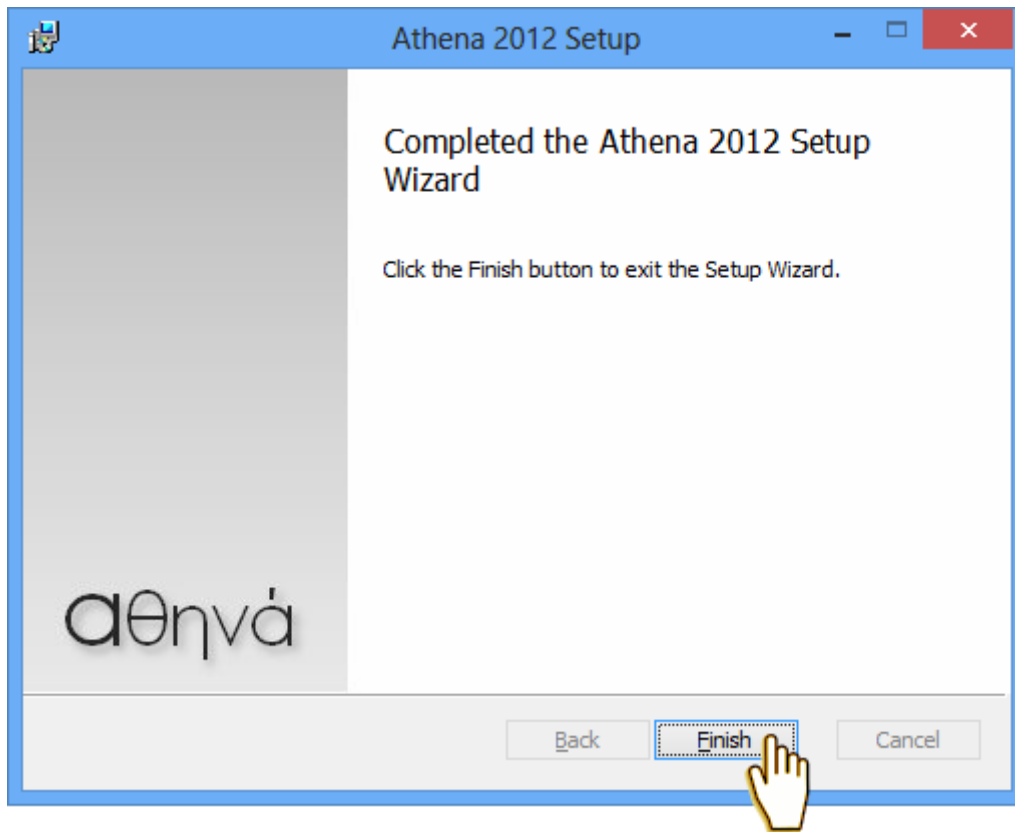 Athena 2012 Setup
Completed the Athena 2012 Setup
Wizard
Click the Finish button to exit the Setup Wizard.
αθηνά
Back Finish Cancel